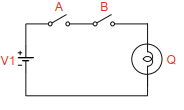 A B
V1 + Q
-